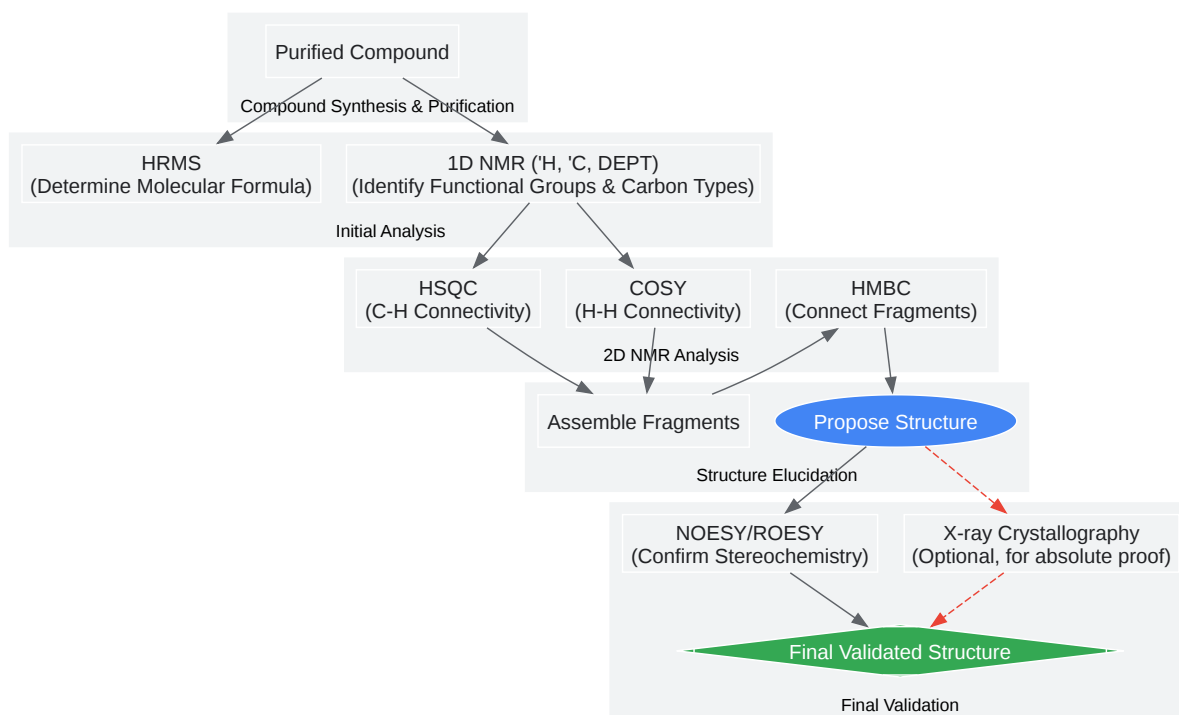 Purified Compound
Compound Synthesis & Purification
HRMS
(Determine Molecular Formula)
1D NMR ('H, 'C, DEPT)
(Identify Functional Groups & Carbon Types)
Initial Analysis
HSQC
(C-H Connectivity)
COSY
(H-H Connectivity)
HMBC
(Connect Fragments)
2D NMR Analysis
Assemble Fragments
Propose Structure
Structure Elucidation
NOESY/ROESY
(Confirm Stereochemistry)
X-ray Crystallography
(Optional, for absolute proof)
Final Validated Structure
Final Validation